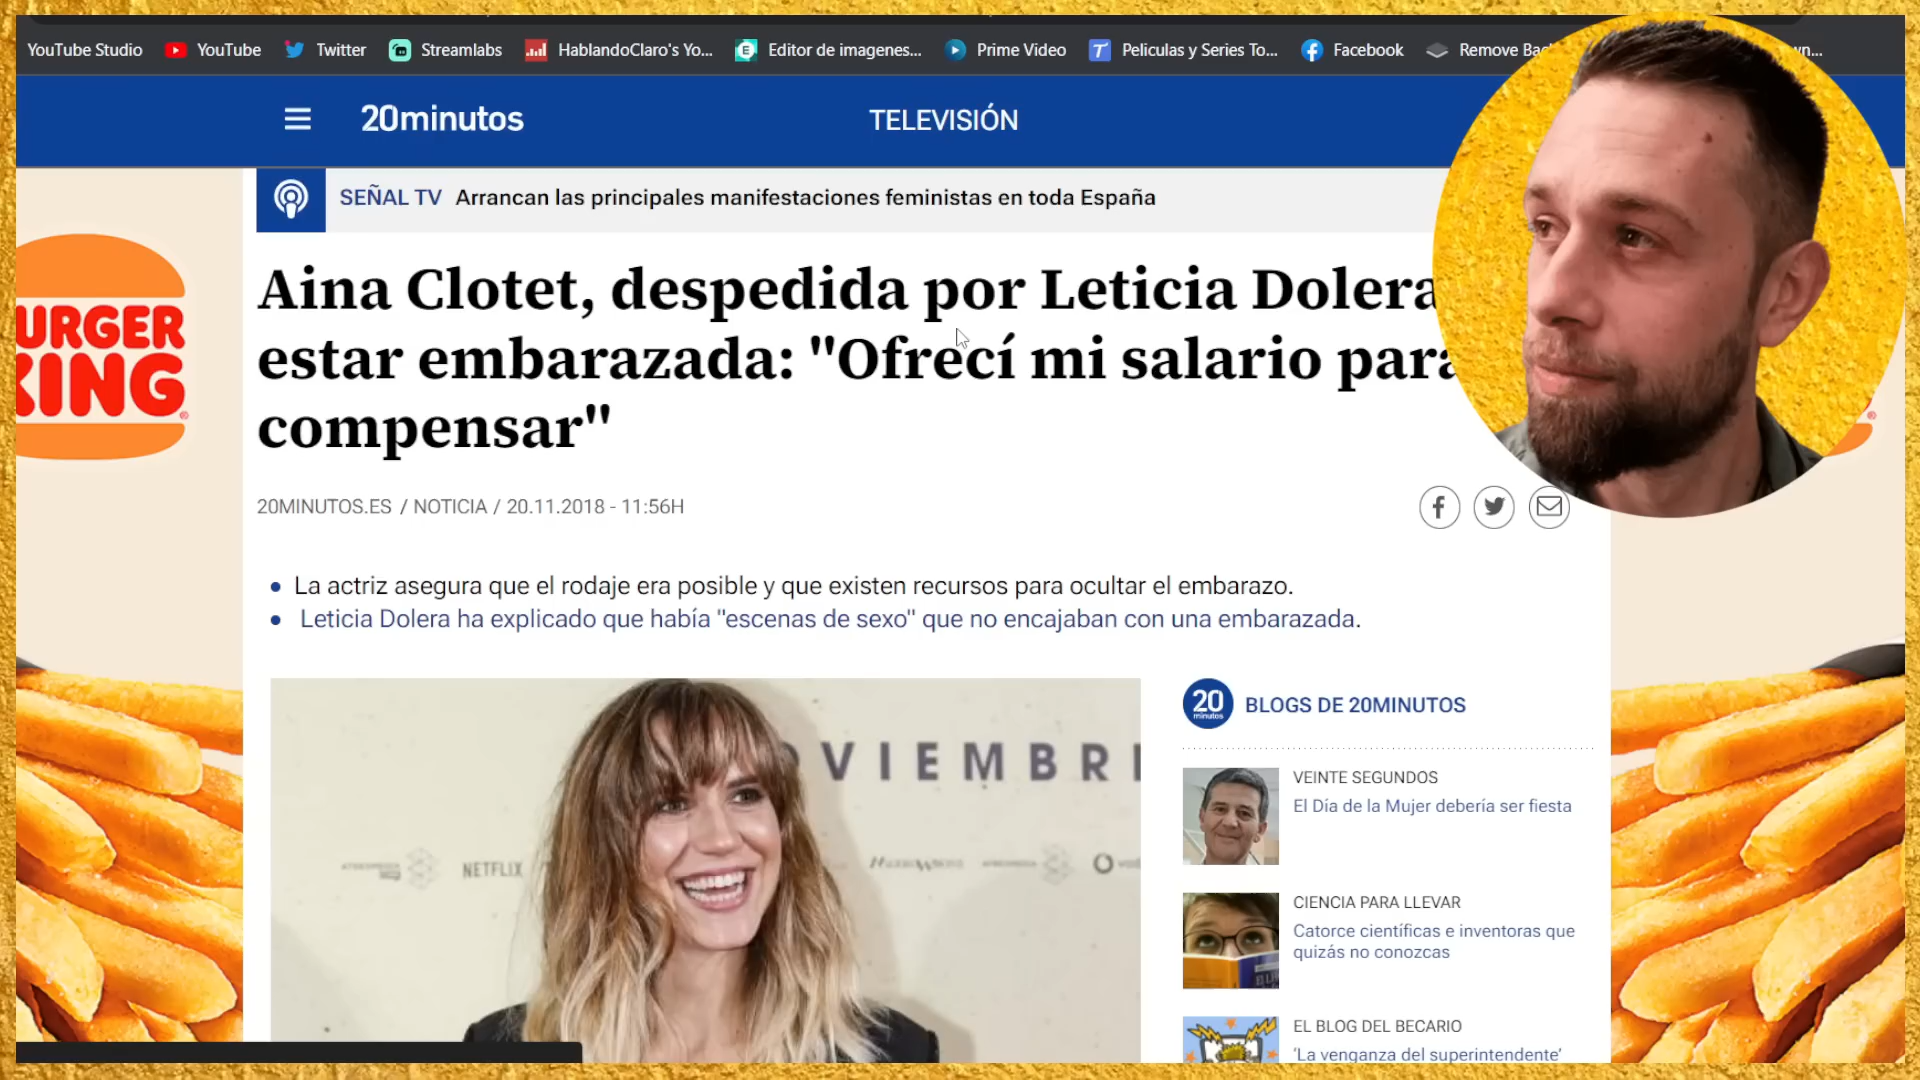 YouTube Studio YouTube Twitter Streamlabs HablandoClaro's Yo... Editor de imagenes... Prime Video Peliculas y Series To... Facebook Remove
20minutos
TELEVISIÓN
SEÑAL TV Arrancan las principales manifestaciones feministas en toda España
Aina Clotet, despedida por Leticia Dolera
estar embarazada: "Ofrecí mi salario para
compensar"
20MINUTOS.ES / NOTICIA / 20.11.2018 - 11:56H
URGER
KING
La actriz asegura que el rodaje era posible y que existen recursos para ocultar el embarazo.
Leticia Dolera ha explicado que había "escenas de sexo" que no encajaban con una embarazada.
VIEMBR
NETFLIX
20
minutos
BLOGS DE 20MINUTOS
VEINTE SEGUNDOS
El Día de la Mujer debería ser fiesta
CIENCIA PARA LLEVAR
Catorce científicas e inventoras que
quizás no conozcas
EL BLOG DEL BECARIO
'La venganza del superintendente'